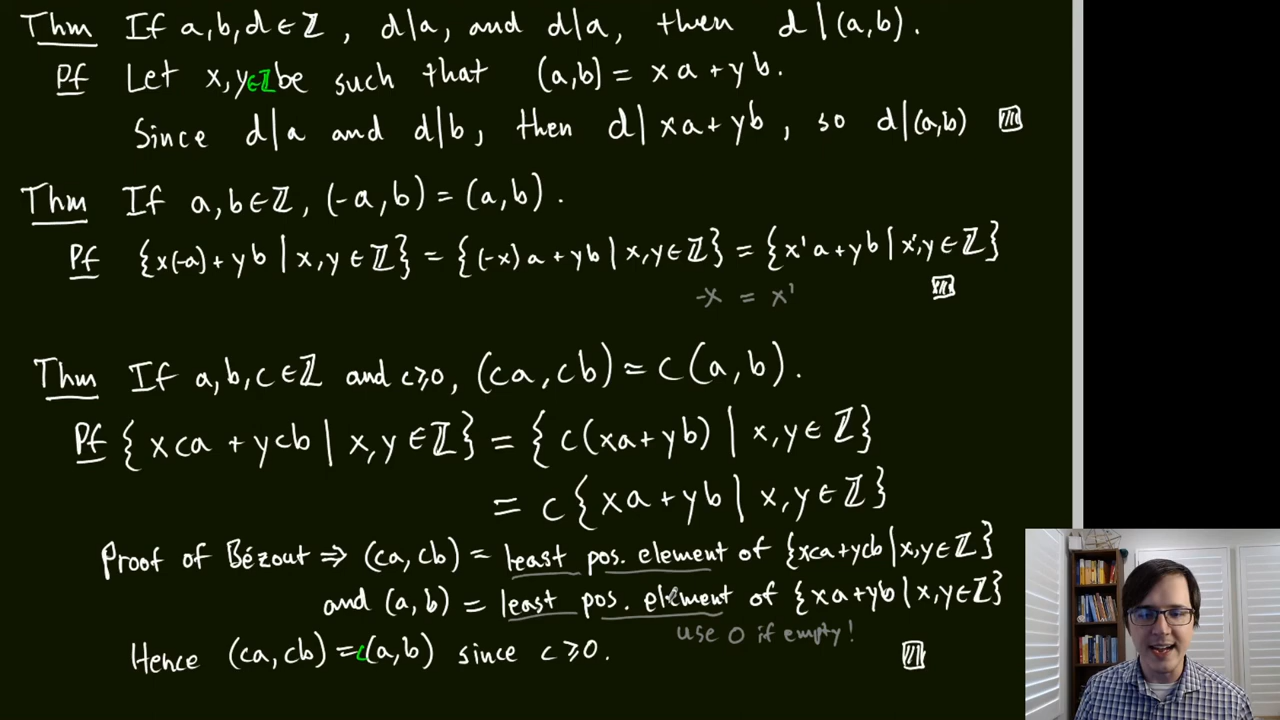 Thm If a,b,d∈ℤ, d|a, and d|a, then d|(a,b).
Pf Let x,y∈ℤ be such that (a,b) = xa+yb.
Since d|a and d|b, then d|xa+yb, so d|(a,b)
Thm If a,b∈ℤ, (-a,b) = (a,b).
Pf {x(-a)+yb | x,y∈ℤ} = {(-x)a+yb | x,y∈ℤ} = {x'a+yb | x',y∈ℤ}
-x = x'
Thm If a,b,c∈ℤ and c≥0, (ca,cb) = c(a,b).
Pf {xca + ycb | x,y∈ℤ} = {c(xa+yb) | x,y∈ℤ}
= c{xa+yb | x,y∈ℤ}
Proof of Bézout ⇒ (ca,cb) = least pos. element of {xca+ycb | x,y∈ℤ}
and (a,b) = least pos. element of {xa+yb | x,y∈ℤ}
use 0 if empty!
Hence (ca,cb) = c(a,b) since c≥0.